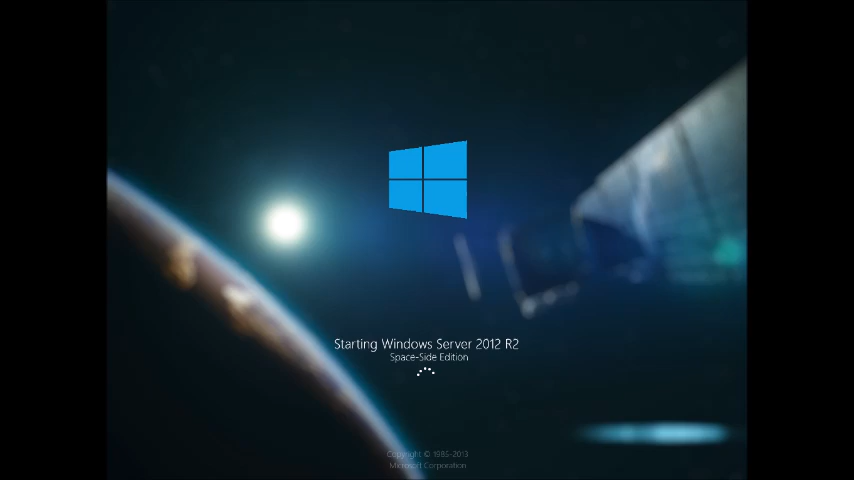 Starting Windows Server 2012 R2
Space-Side Edition
Copyright © 1985-2013
Microsoft Corporation